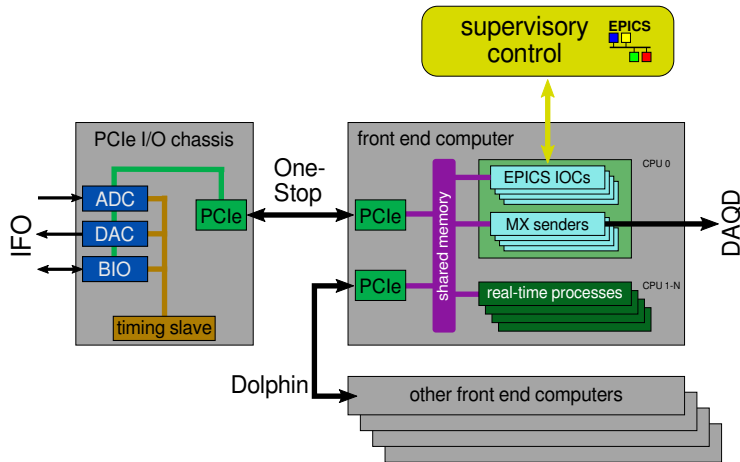 supervisory
control
EPICS
PCIe I/O chassis
front end computer
CPU 0
One-
Stop
EPICS IOCs
ADC
PCIe
PCIe
shared memory
MX senders
IFO
DAC
DAQD
BIO
PCIe
CPU 1-N
real-time processes
timing slave
Dolphin
other front end computers